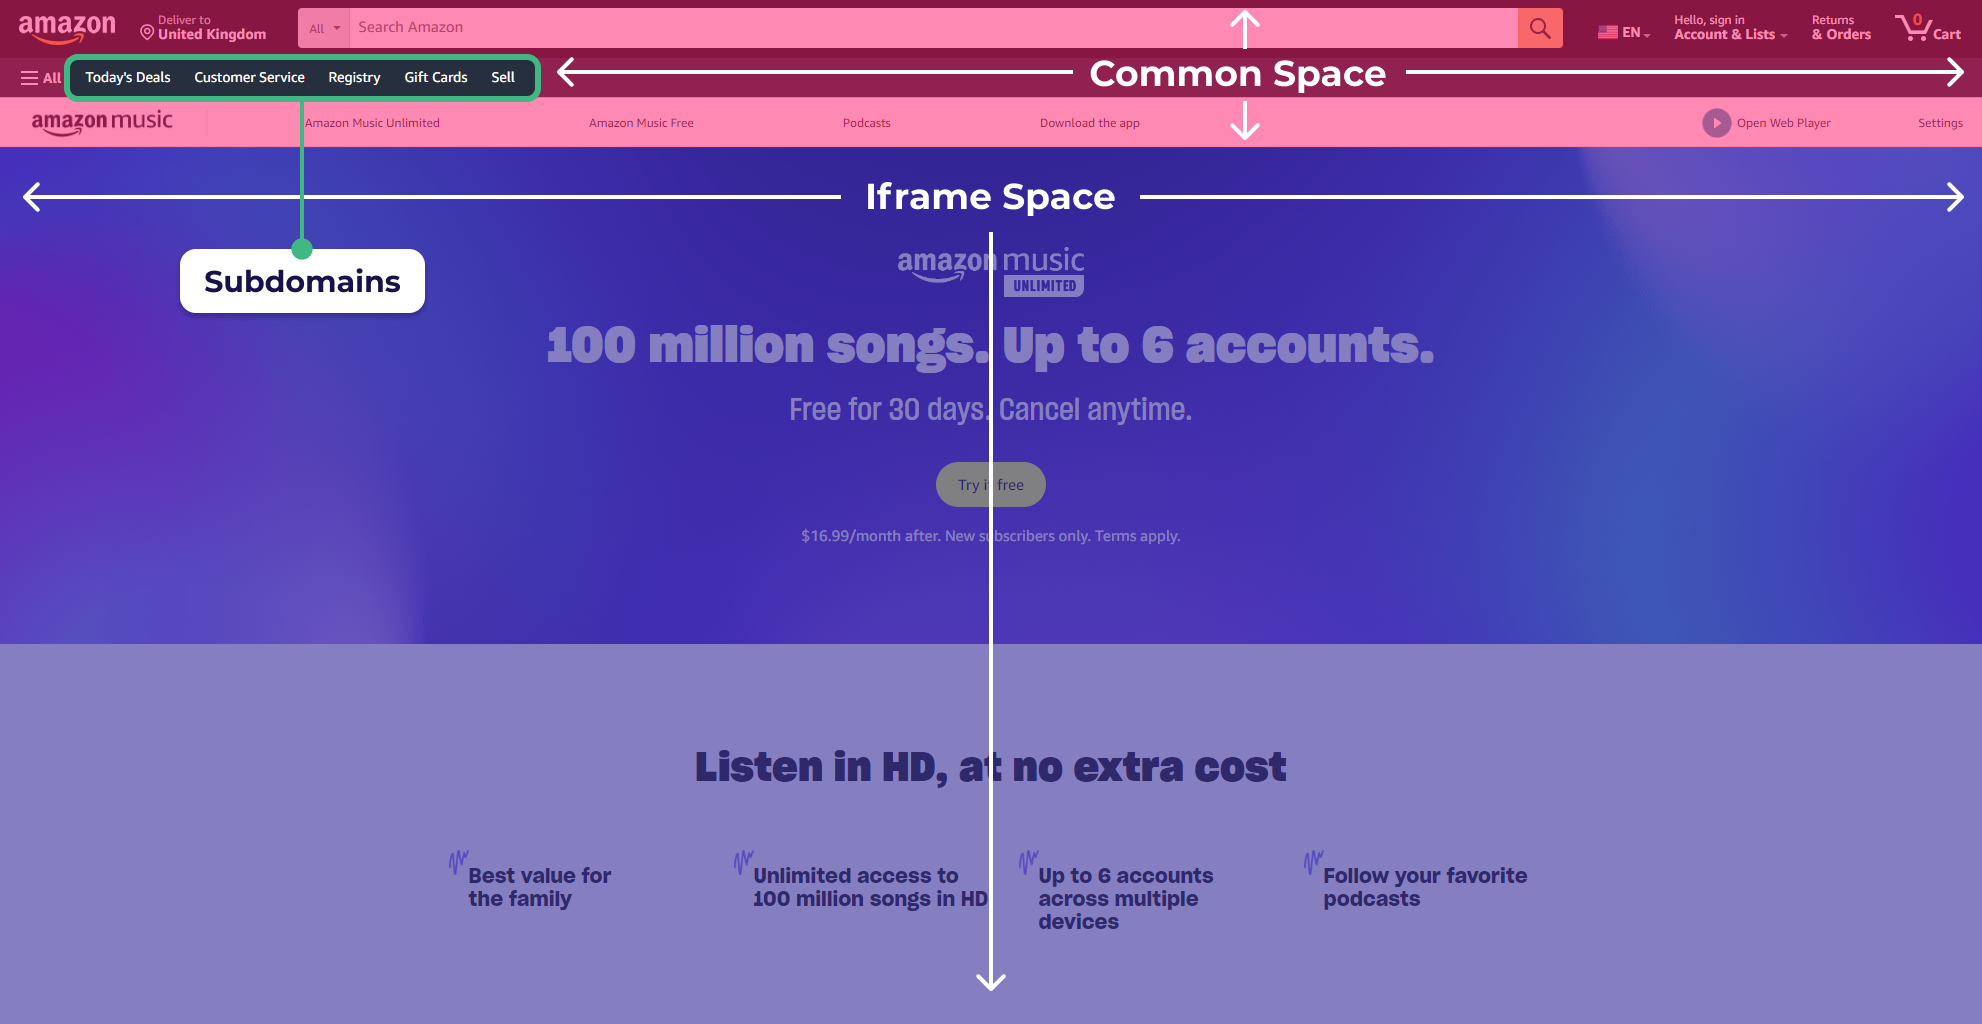 amazon
Deliver to
United Kingdom
All
Search Amazon
EN
Hello, sign in
Account & Lists
Returns
& Orders
0
Cart
All
Today's Deals
Customer Service
Registry
Gift Cards
Sell
Common Space
amazon music
Amazon Music Unlimited
Amazon Music Free
Podcasts
Download the app
Open Web Player
Settings
Iframe Space
Subdomains
amazon music
UNLIMITED
100 million songs. Up to 6 accounts.
Free for 30 days. Cancel anytime.
Try it free
$16.99/month after. New subscribers only. Terms apply.
Listen in HD, at no extra cost
Best value for
the family
Unlimited access to
100 million songs in HD
Up to 6 accounts
across multiple
devices
Follow your favorite
podcasts